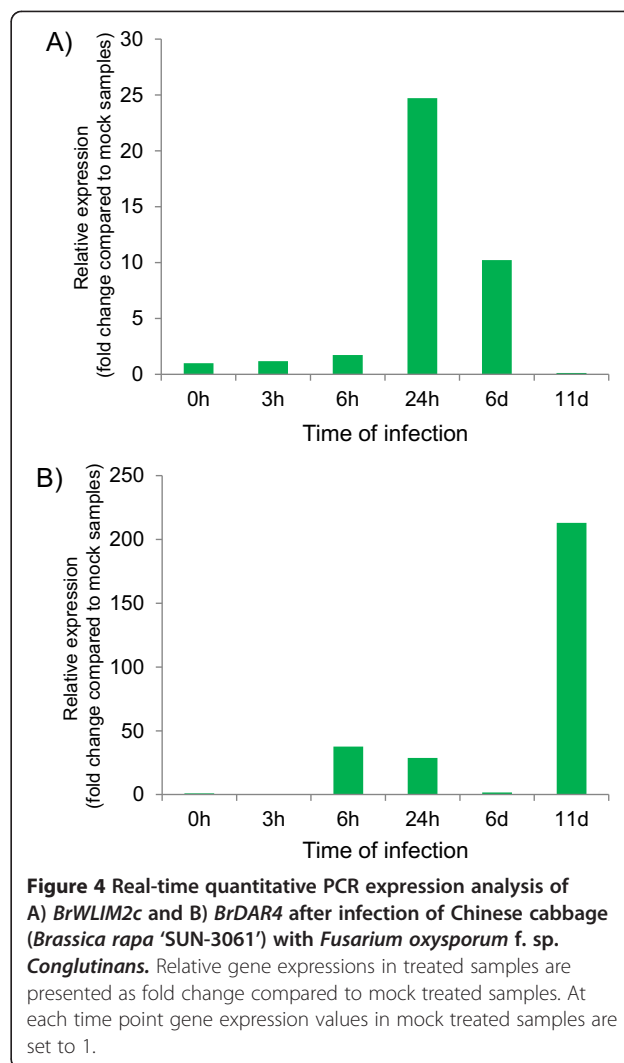 A)
30
25
20
15
10
5
0
Relative expression
(fold change compared to mock samples)
0h 3h 6h 24h 6d 11d
Time of infection
B)
250
200
150
100
50
0
Relative expression
(fold change compared to mock samples)
0h 3h 6h 24h 6d 11d
Time of infection
Figure 4 Real-time quantitative PCR expression analysis of
A) BrWLIM2c and B) BrDAR4 after infection of Chinese cabbage
(Brassica rapa ‘SUN-3061’) with Fusarium oxysporum f. sp.
Conglutinans. Relative gene expressions in treated samples are
presented as fold change compared to mock treated samples. At
each time point gene expression values in mock treated samples are
set to 1.